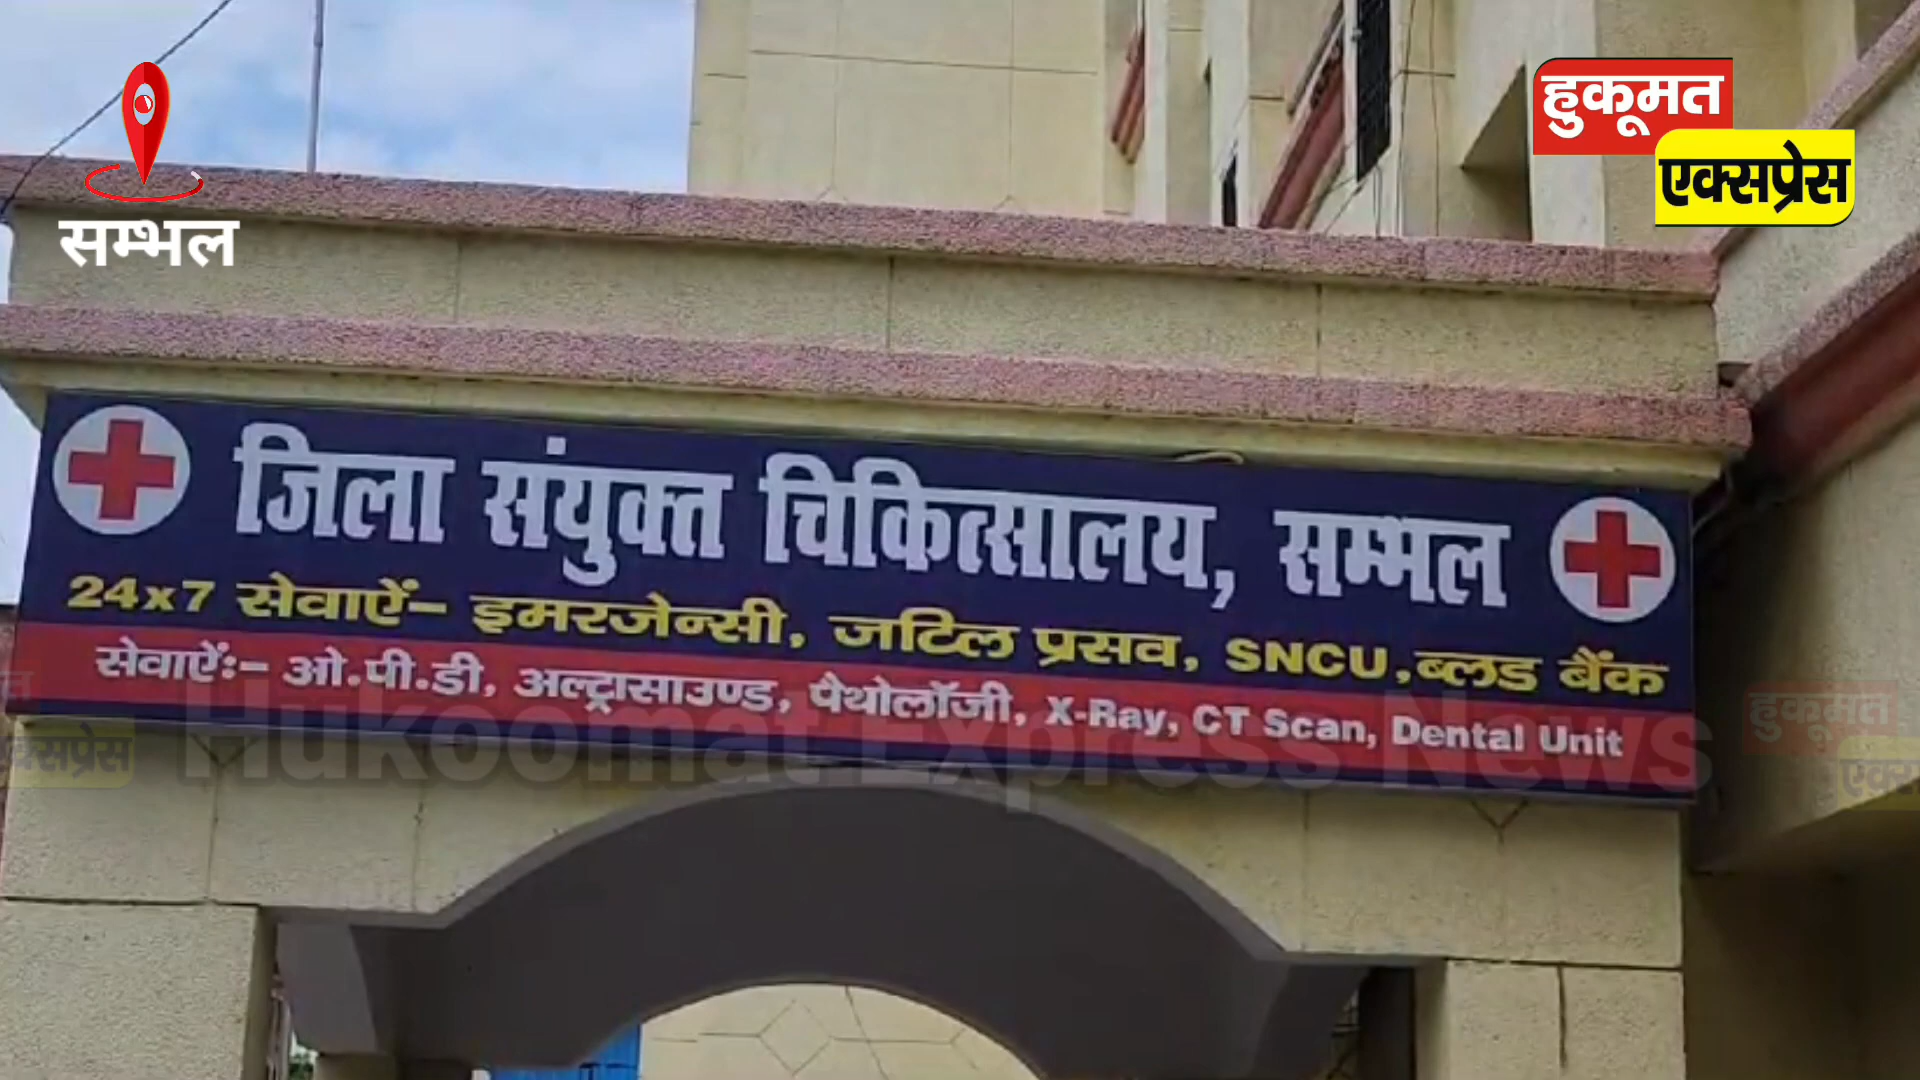 सम्भल
हुकूमत
एक्सप्रेस
जिला संयुक्त चिकित्सालय, सम्भल
24x7 सेवाऐं- इमरजेन्सी, जटिल प्रसव, SNCU, ब्लड बैंक
सेवाऐं:- ओ.पी.डी, अल्ट्रासाउण्ड, पैथोलॉजी, X-Ray, CT Scan, Dental Unit
Hukoomat Express News
हुकूमत